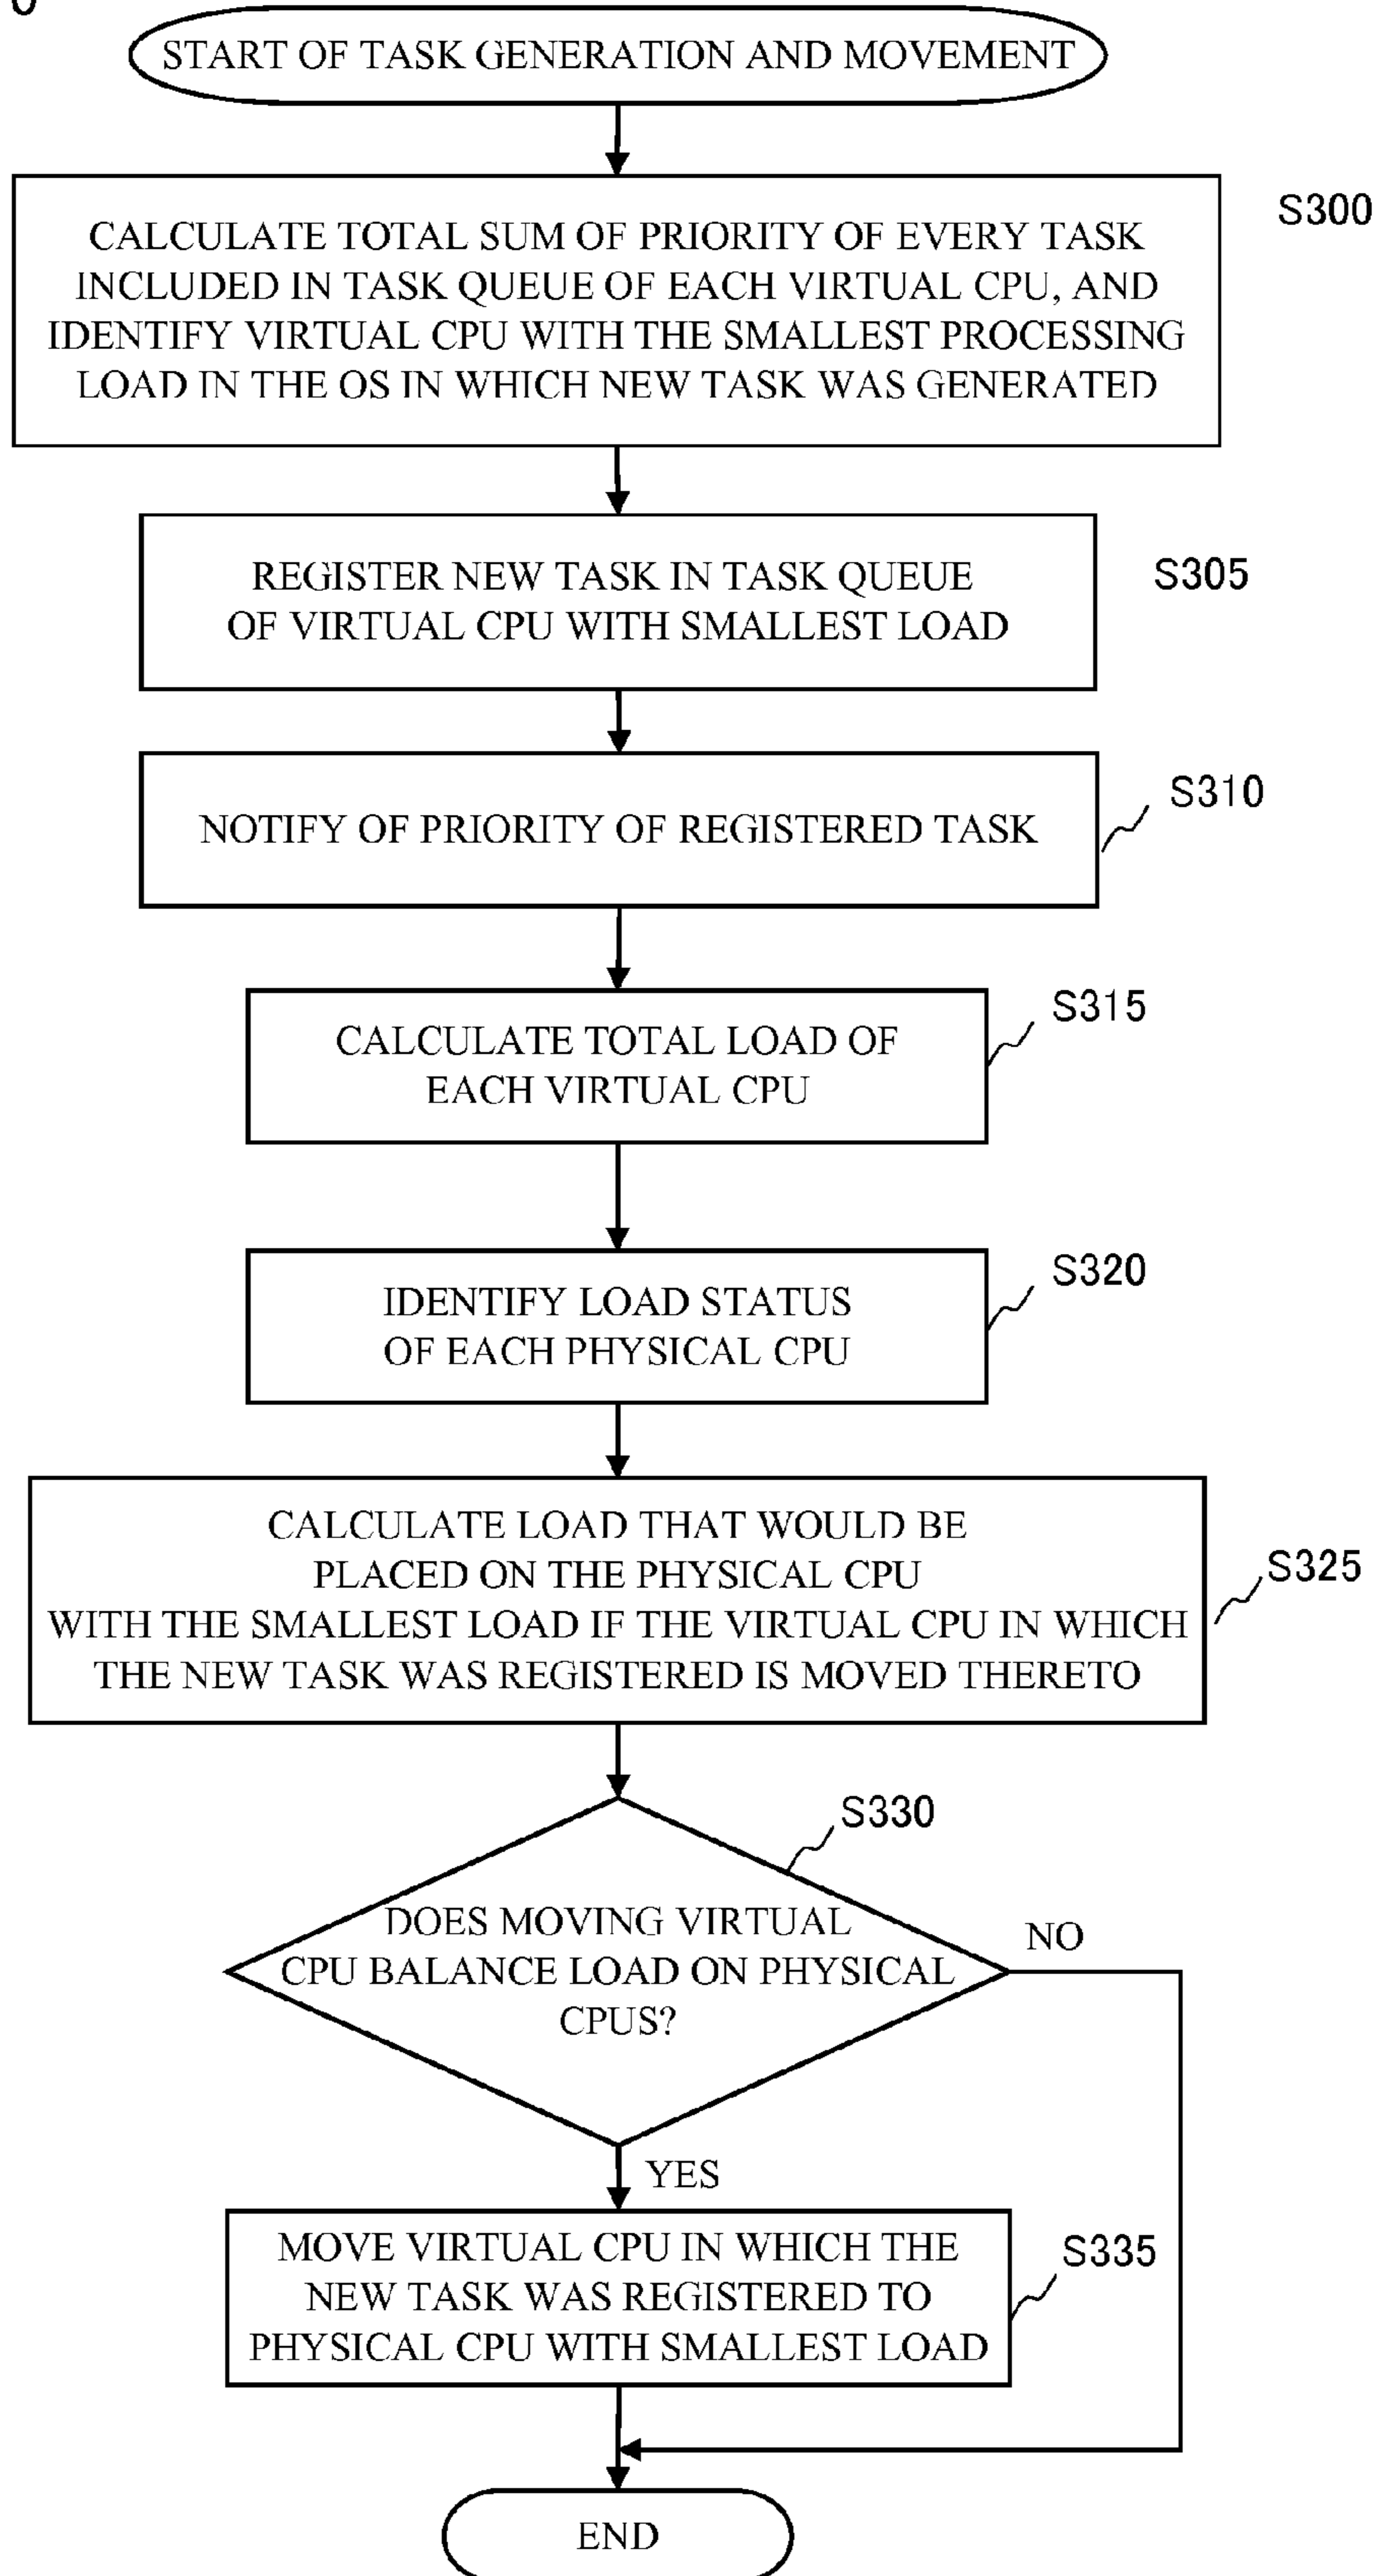 START OF TASK GENERATION AND MOVEMENT
CALCULATE TOTAL SUM OF PRIORITY OF EVERY TASK
INCLUDED IN TASK QUEUE OF EACH VIRTUAL CPU, AND
IDENTIFY VIRTUAL CPU WITH THE SMALLEST PROCESSING
LOAD IN THE OS IN WHICH NEW TASK WAS GENERATED
S300
REGISTER NEW TASK IN TASK QUEUE
OF VIRTUAL CPU WITH SMALLEST LOAD
S305
NOTIFY OF PRIORITY OF REGISTERED TASK
S310
CALCULATE TOTAL LOAD OF
EACH VIRTUAL CPU
S315
IDENTIFY LOAD STATUS
OF EACH PHYSICAL CPU
S320
CALCULATE LOAD THAT WOULD BE
PLACED ON THE PHYSICAL CPU
WITH THE SMALLEST LOAD IF THE VIRTUAL CPU IN WHICH
THE NEW TASK WAS REGISTERED IS MOVED THERETO
S325
S330
DOES MOVING VIRTUAL
CPU BALANCE LOAD ON PHYSICAL
CPUS?
NO
YES
MOVE VIRTUAL CPU IN WHICH THE
NEW TASK WAS REGISTERED TO
PHYSICAL CPU WITH SMALLEST LOAD
S335
END